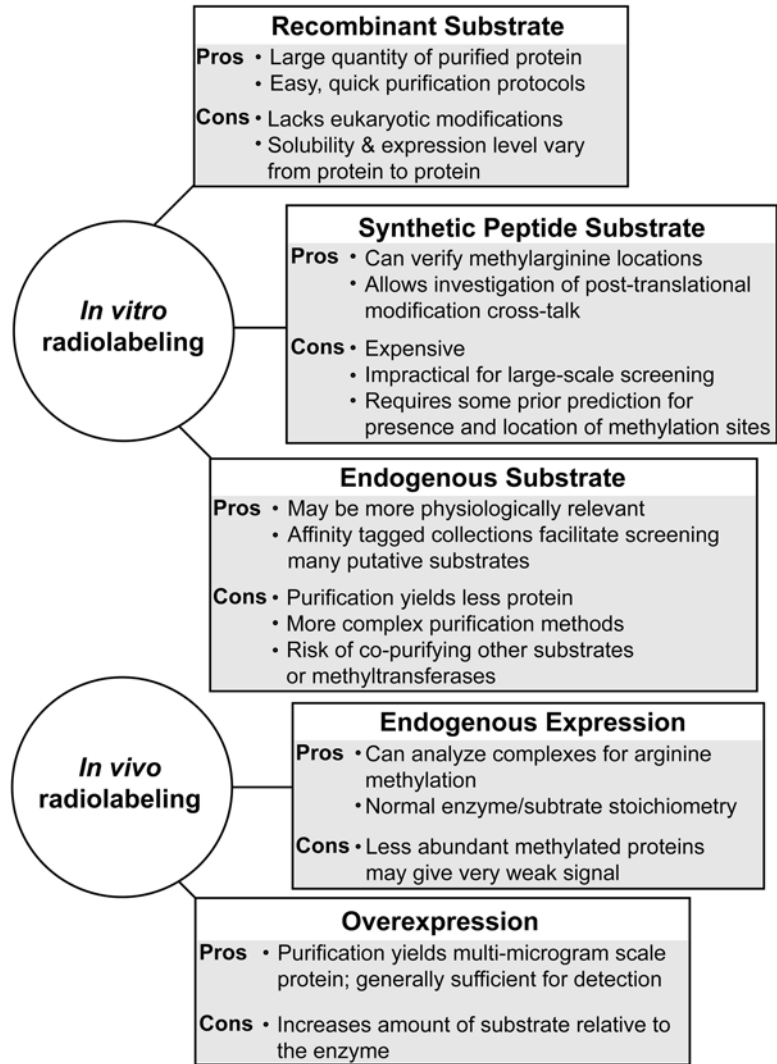 Recombinant Substrate
Pros • Large quantity of purified protein
• Easy, quick purification protocols
Cons • Lacks eukaryotic modifications
• Solubility & expression level vary
from protein to protein
Synthetic Peptide Substrate
Pros • Can verify methylarginine locations
• Allows investigation of post-translational
modification cross-talk
Cons • Expensive
• Impractical for large-scale screening
• Requires some prior prediction for
presence and location of methylation sites
In vitro
radiolabeling
Endogenous Substrate
Pros • May be more physiologically relevant
• Affinity tagged collections facilitate screening
many putative substrates
Cons • Purification yields less protein
• More complex purification methods
• Risk of co-purifying other substrates
or methyltransferases
Endogenous Expression
Pros • Can analyze complexes for arginine
methylation
• Normal enzyme/subtrate stoichiometry
Cons • Less abundant methylated proteins
may give very weak signal
In vivo
radiolabeling
Overexpression
Pros • Purification yields multi-microgram scale
protein; generally sufficient for detection
Cons • Increases amount of substrate relative to
the enzyme